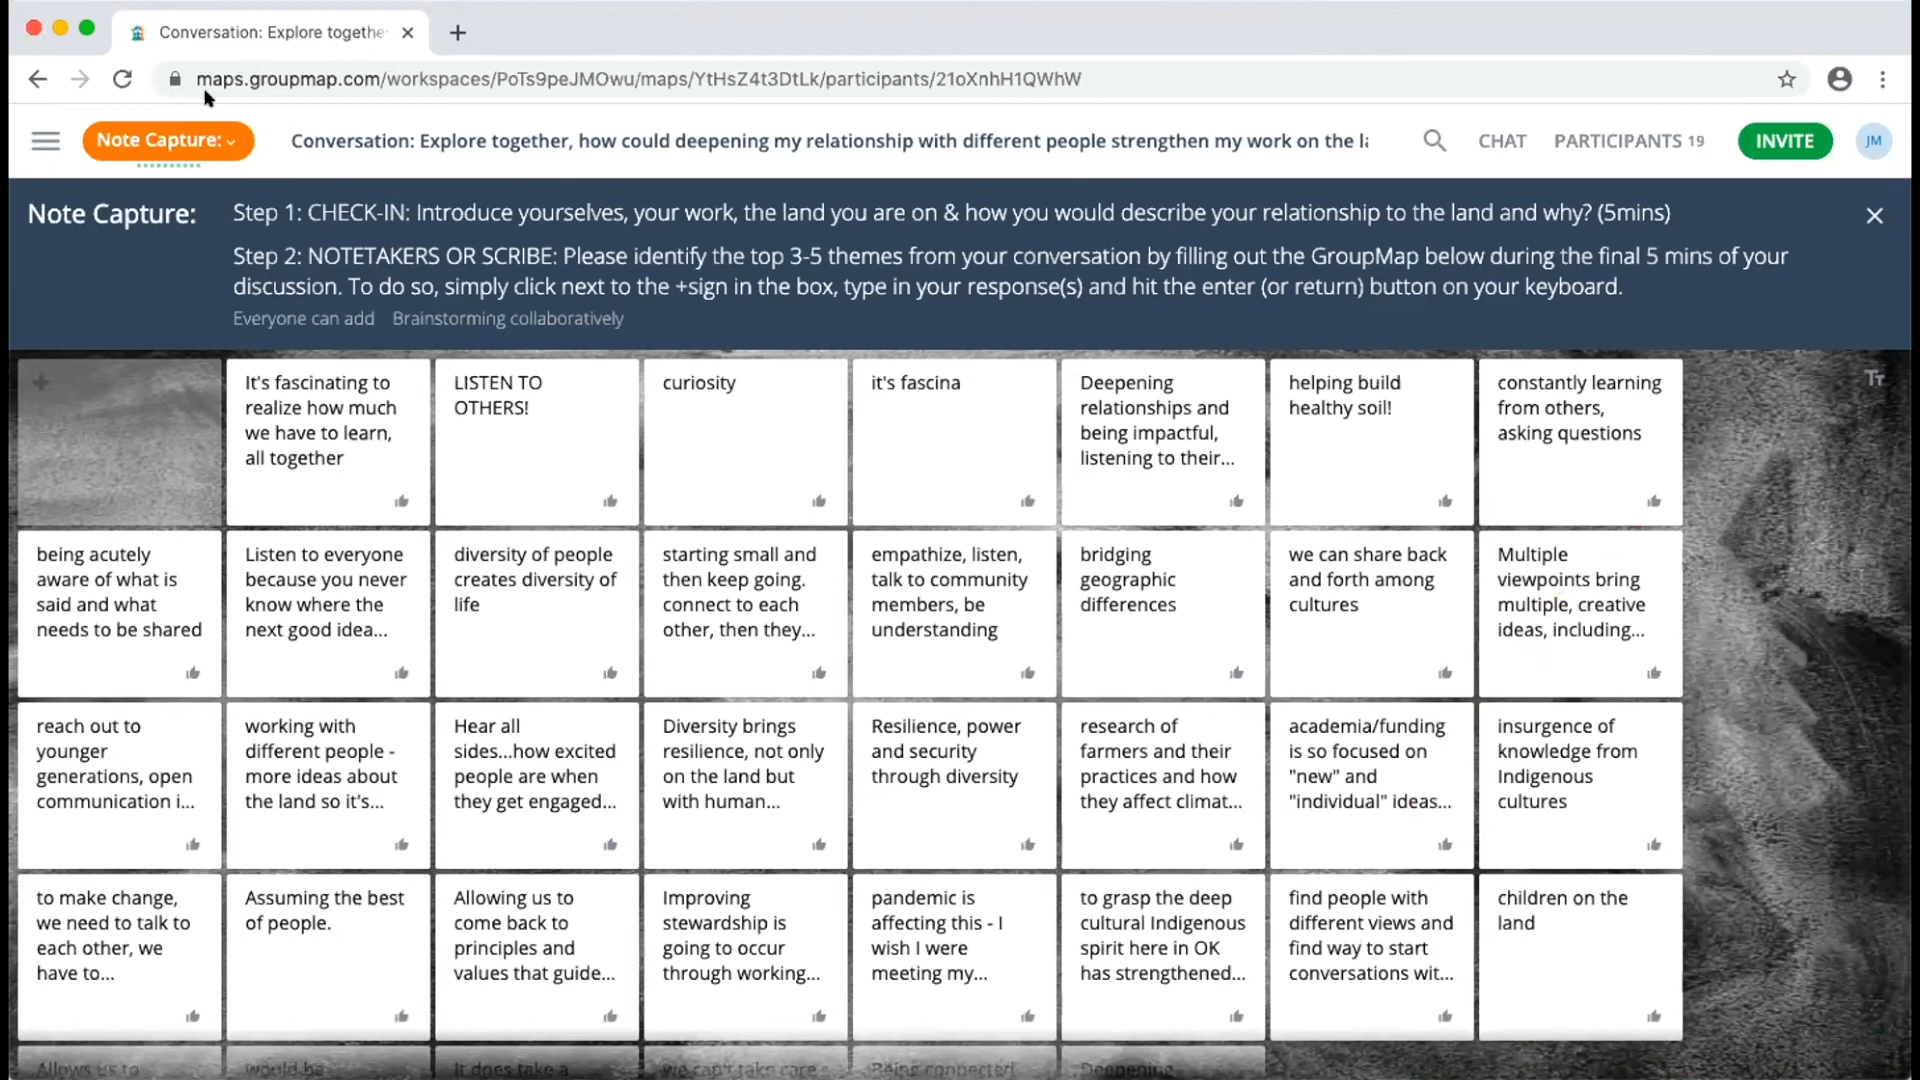 Conversation: Explore togethe
maps.groupmap.com/workspaces/PoTs9peJMOwu/maps/YtHsZ4t3DtLk/participants/21oXnhH1QWhW
Note Capture:
Conversation: Explore together, how could deepening my relationship with different people strengthen my work on the la
CHAT
PARTICIPANTS 19
INVITE
JM
Note Capture:
Step 1: CHECK-IN: Introduce yourselves, your work, the land you are on & how you would describe your relationship to the land and why? (5mins)
Step 2: NOTETAKERS OR SCRIBE: Please identify the top 3-5 themes from your conversation by filling out the GroupMap below during the final 5 mins of your
discussion. To do so, simply click next to the +sign in the box, type in your response(s) and hit the enter (or return) button on your keyboard.
Everyone can add
Brainstorming collaboratively
Tт
It's fascinating to
realize how much
we have to learn,
all together
LISTEN TO
OTHERS!
curiosity
it's fascina
Deepening
relationships and
being impactful,
listening to their...
helping build
healthy soil!
constantly learning
from others,
asking questions
being acutely
aware of what is
said and what
needs to be shared
Listen to everyone
because you never
know where the
next good idea...
diversity of people
creates diversity of
life
starting small and
then keep going.
connect to each
other, then they...
empathize, listen,
talk to community
members, be
understanding
bridging
geographic
differences
we can share back
and forth among
cultures
Multiple
viewpoints bring
multiple, creative
ideas, including...
reach out to
younger
generations, open
communication i...
working with
different people -
more ideas about
the land so it's...
Hear all
sides...how excited
people are when
they get engaged...
Diversity brings
resilience, not only
on the land but
with human...
Resilience, power
and security
through diversity
research of
farmers and their
practices and how
they affect climat...
academia/funding
is so focused on
"new" and
"individual" ideas...
insurgence of
knowledge from
Indigenous
cultures
to make change,
we need to talk to
each other, we
have to...
Assuming the best
of people.
Allowing us to
come back to
principles and
values that guide...
Improving
stewardship is
going to occur
through working...
pandemic is
affecting this - I
wish I were
meeting my...
to grasp the deep
cultural Indigenous
spirit here in OK
has strengthened...
find people with
different views and
find way to start
conversations wit...
children on the
land
Allows us to
would be
It does take a
we can't take care
Being connected
Deepening